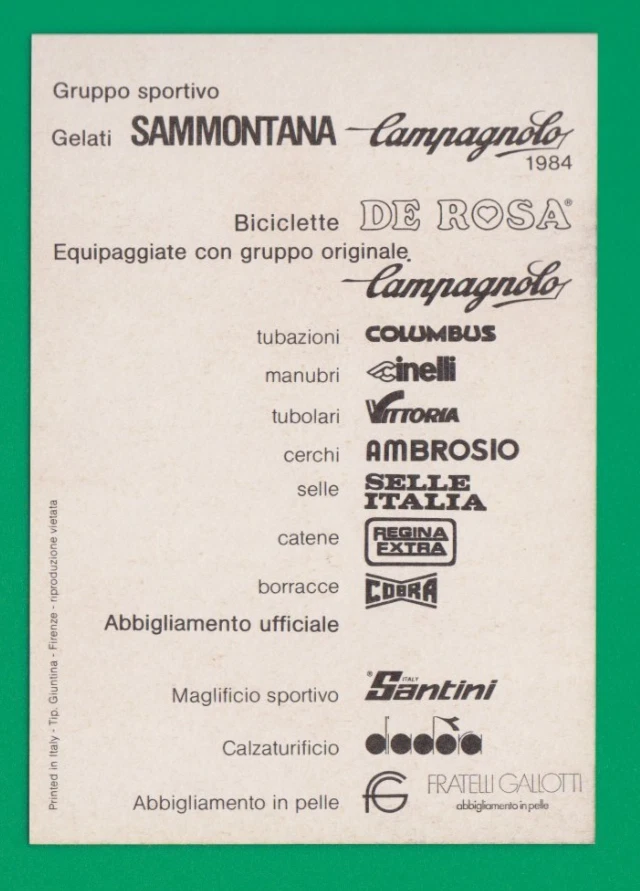 Gruppo sportivo
Gelati SAMMONTANA Campagnolo
1984
Biciclette DE ROSA®
Equipaggiate con gruppo originale
Campagnolo
tubazioni COLUMBUS
manubri cinelli
tubolari VITTORIA
cerchi AMBROSIO
selle SELLE ITALIA
catene REGINA EXTRA
borracce COBRA
Abbigliamento ufficiale
Maglificio sportivo ® Santini ITALY
Calzaturificio diadora
Abbigliamento in pelle FG FRATELLI GALLOTTI
abbigliamento in pelle
Printed in Italy - Tip. Giuntina - Firenze - riproduzione vietata